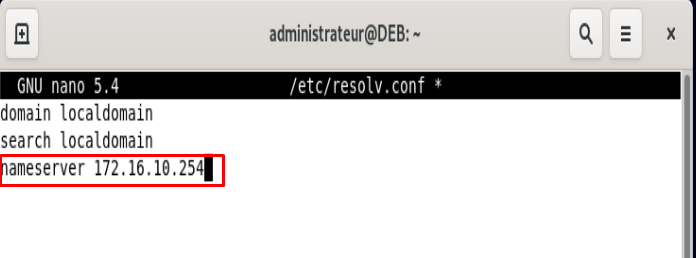 administrateur@DEB: ~
GNU nano 5.4 /etc/resolv.conf *
domain localdomain
search localdomain
nameserver 172.16.10.254